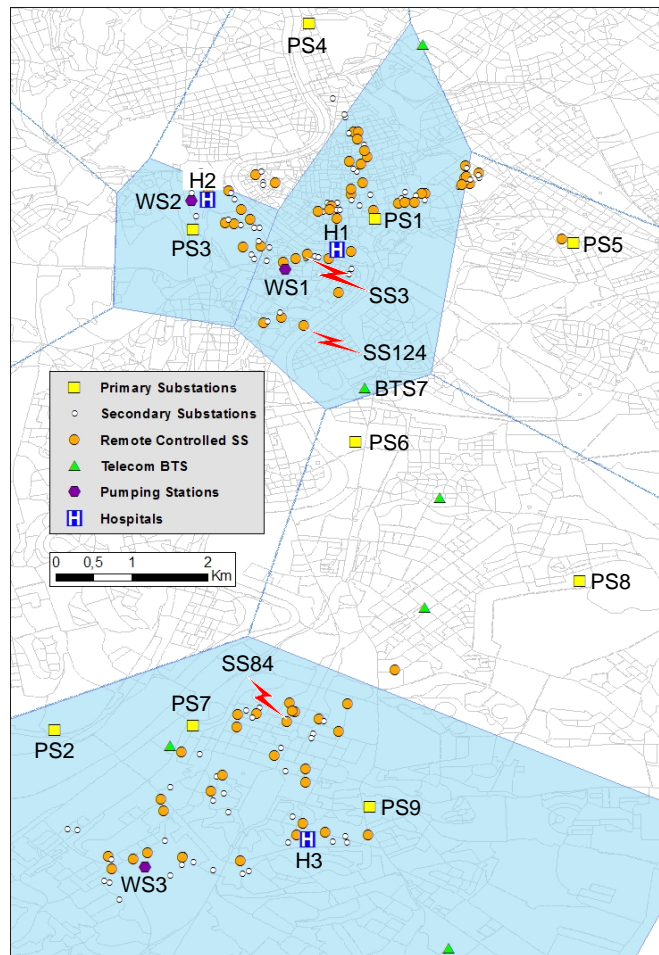 PS4
H2
WS2
PS3
PS1
H
H1
H
PS5
WS1
SS3
SS124
BTS7
Primary Substations
Secondary Substations
Remote Controlled SS
Telecom BTS
Pumping Stations
H Hospitals
PS6
0 0,5 1 2
Km
PS8
SS84
PS7
PS2
PS9
H
H3
WS3